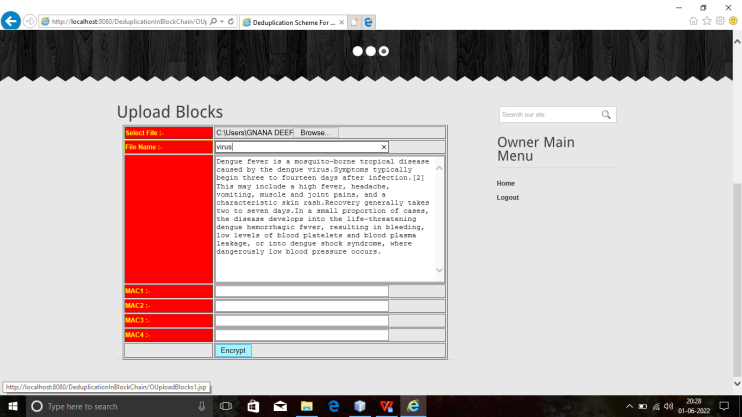 http://localhost:8080/DeduplicationInBlockChain/OUp
Deduplication Scheme For ...
Upload Blocks
Select File :-
C:\Users\GNANA DEEF
Browse...
File Name :-
virus
Dengue fever is a mosquito-borne tropical disease
caused by the dengue virus.Symptoms typically
begin three to fourteen days after infection.[2]
This may include a high fever, headache,
vomiting, muscle and joint pains, and a
characteristic skin rash.Recovery generally takes
two to seven days.In a small proportion of cases,
the disease develops into the life-threatening
dengue hemorrhagic fever, resulting in bleeding,
low levels of blood platelets and blood plasma
leakage, or into dengue shock syndrome, where
dangerously low blood pressure occurs.
MAC1 :-
MAC2 :-
MAC3 :-
MAC4 :-
Encrypt
Search our site:
Owner Main
Menu
Home
Logout
http://localhost:8080/DeduplicationInBlockChain/OUploadBlocks1.jsp
Type here to search
20:28
01-06-2022